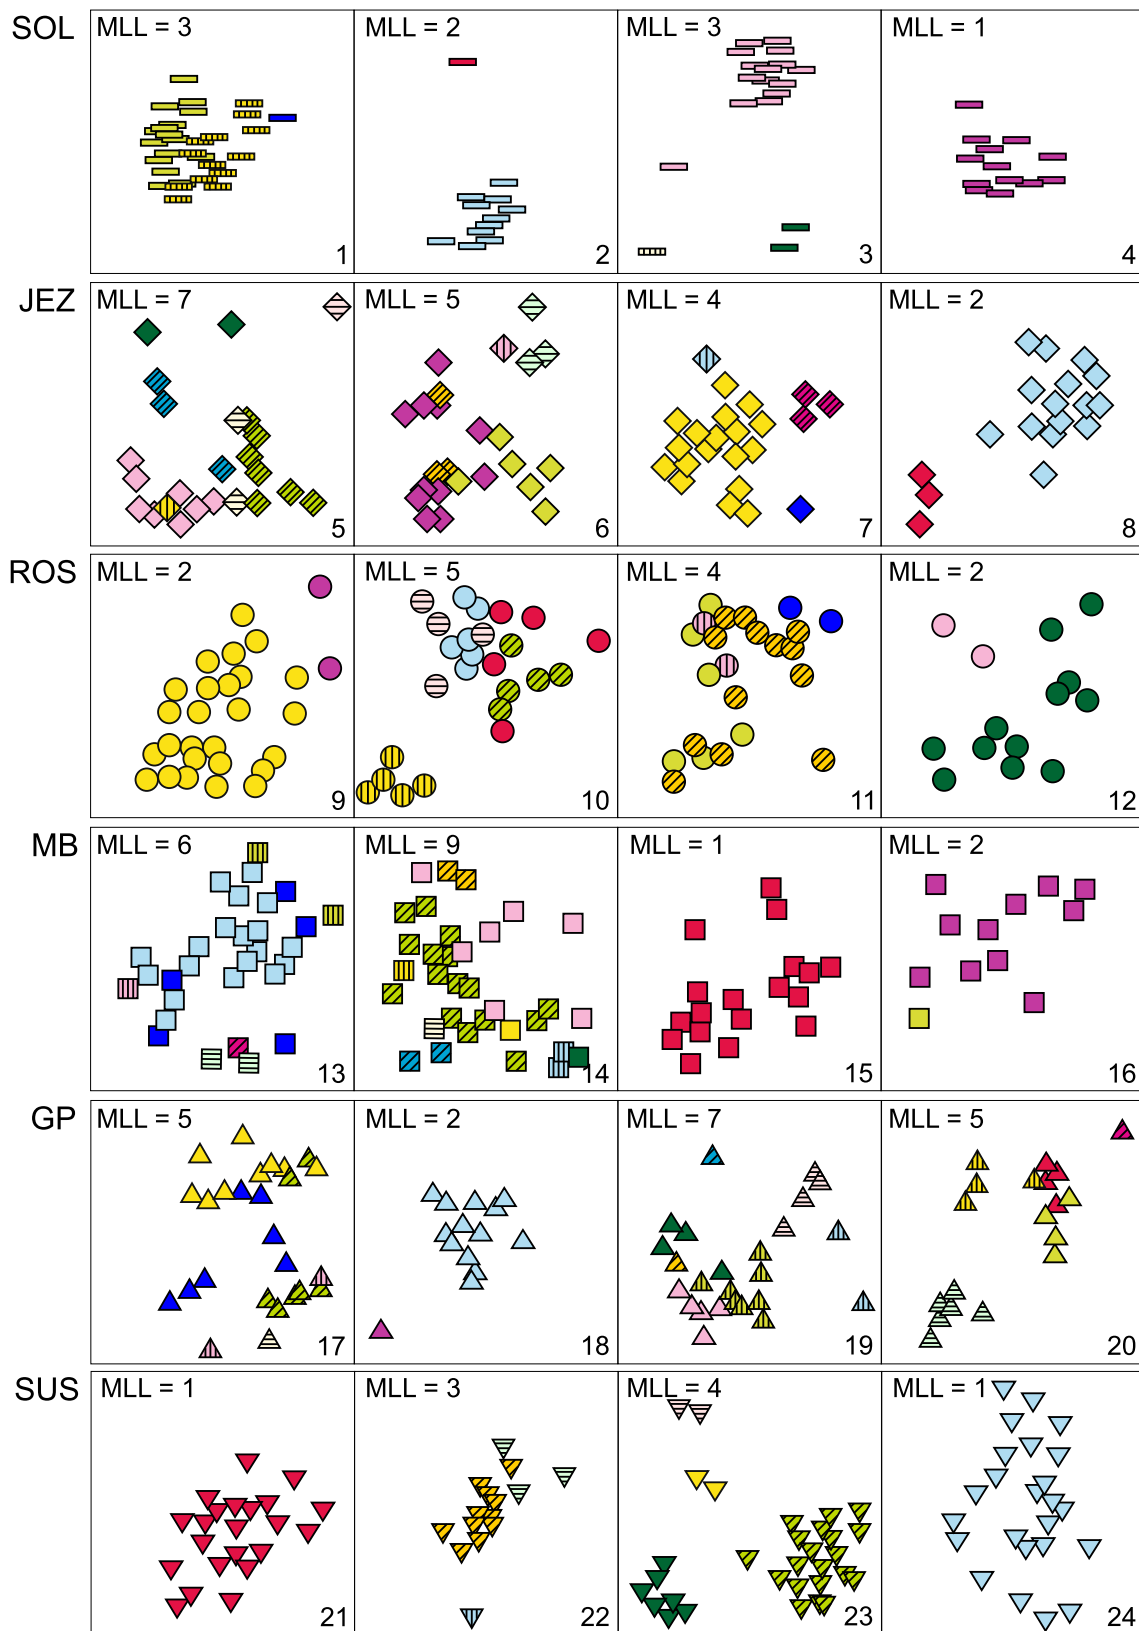 SOL MLL = 3 MLL = 2 MLL = 3 MLL = 1
1 2 3 4
JEZ MLL = 7 MLL = 5 MLL = 4 MLL = 2
5 6 7 8
ROS MLL = 2 MLL = 5 MLL = 4 MLL = 2
9 10 11 12
MB MLL = 6 MLL = 9 MLL = 1 MLL = 2
13 14 15 16
GP MLL = 5 MLL = 2 MLL = 7 MLL = 5
17 18 19 20
SUS MLL = 1 MLL = 3 MLL = 4 MLL = 1
21 22 23 24